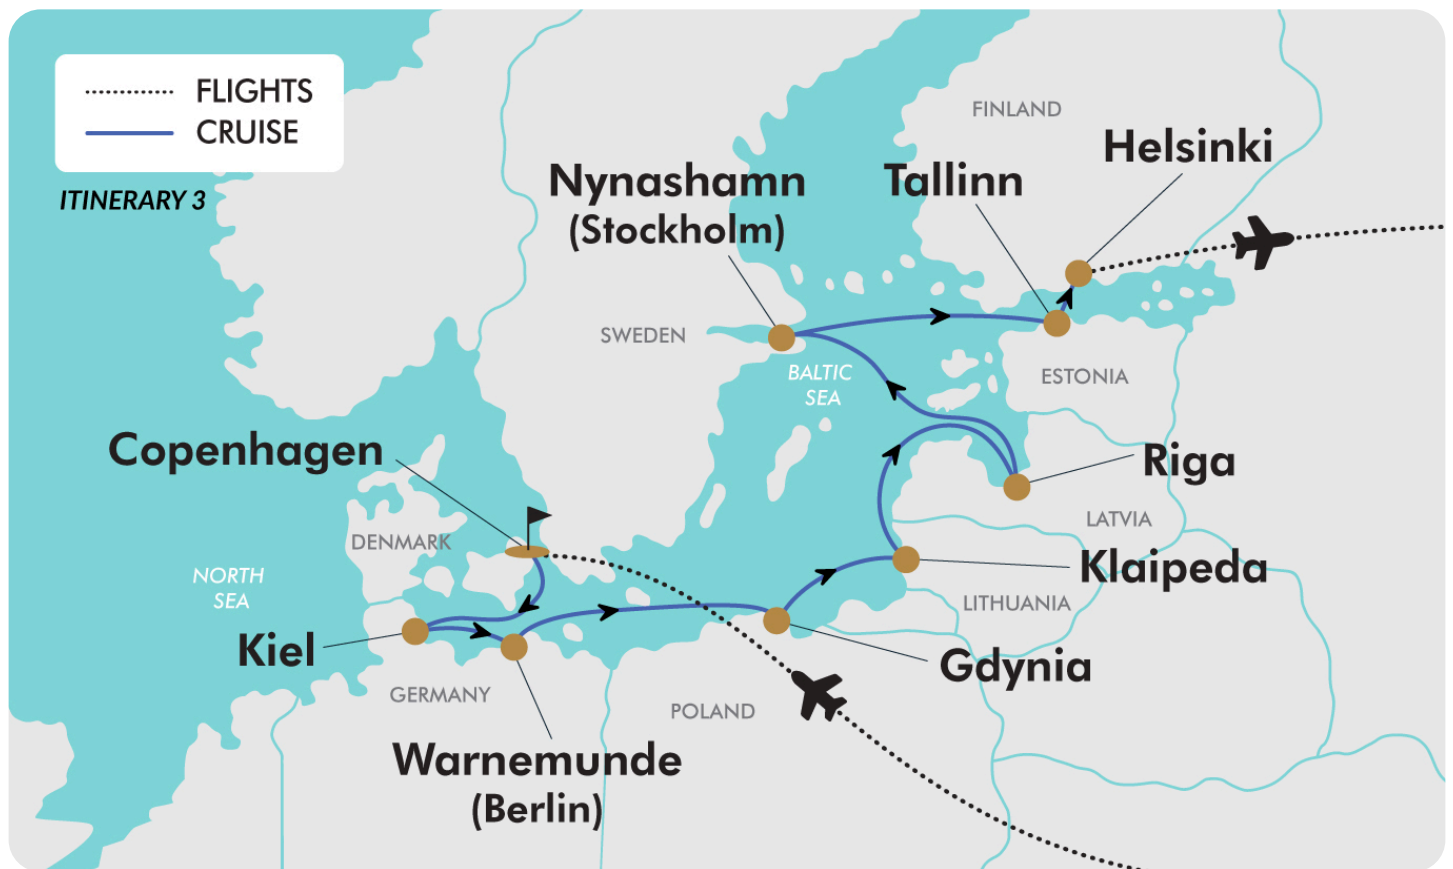 FLIGHTS
CRUISE
ITINERARY 3
FINLAND
Helsinki
Nynashamn
(Stockholm)
Tallinn
SWEDEN
BALTIC
SEA
ESTONIA
Copenhagen
Riga
LATVIA
DENMARK
NORTH
SEA
Klaipeda
LITHUANIA
Kiel
Gdynia
GERMANY
POLAND
Warnemunde
(Berlin)